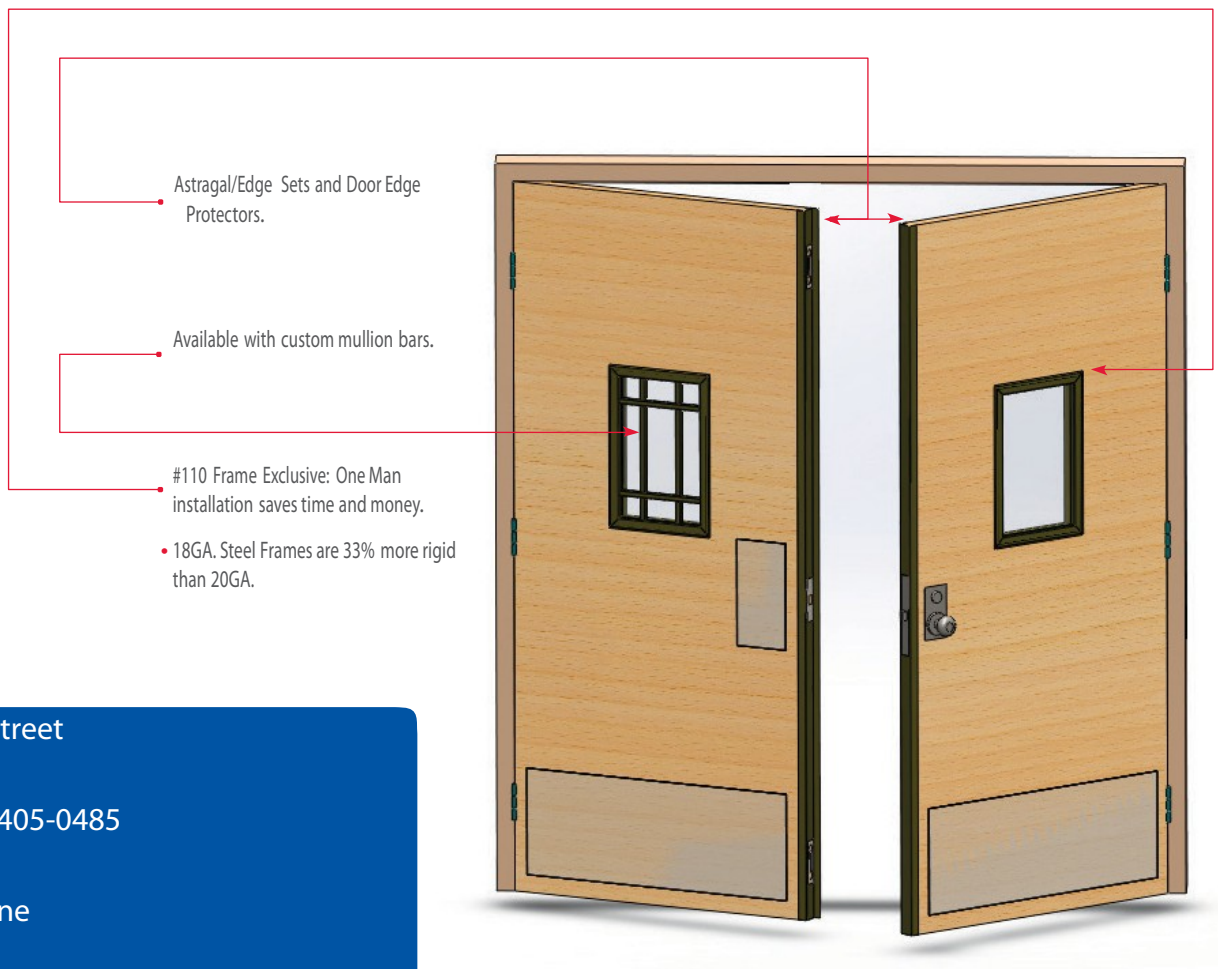 Astragal/Edge Sets and Door Edge
Protectors.
Available with custom mullion bars.
#110 Frame Exclusive: One Man
installation saves time and money.
• 18GA. Steel Frames are 33% more rigid
than 20GA.
treet
405-0485
ne